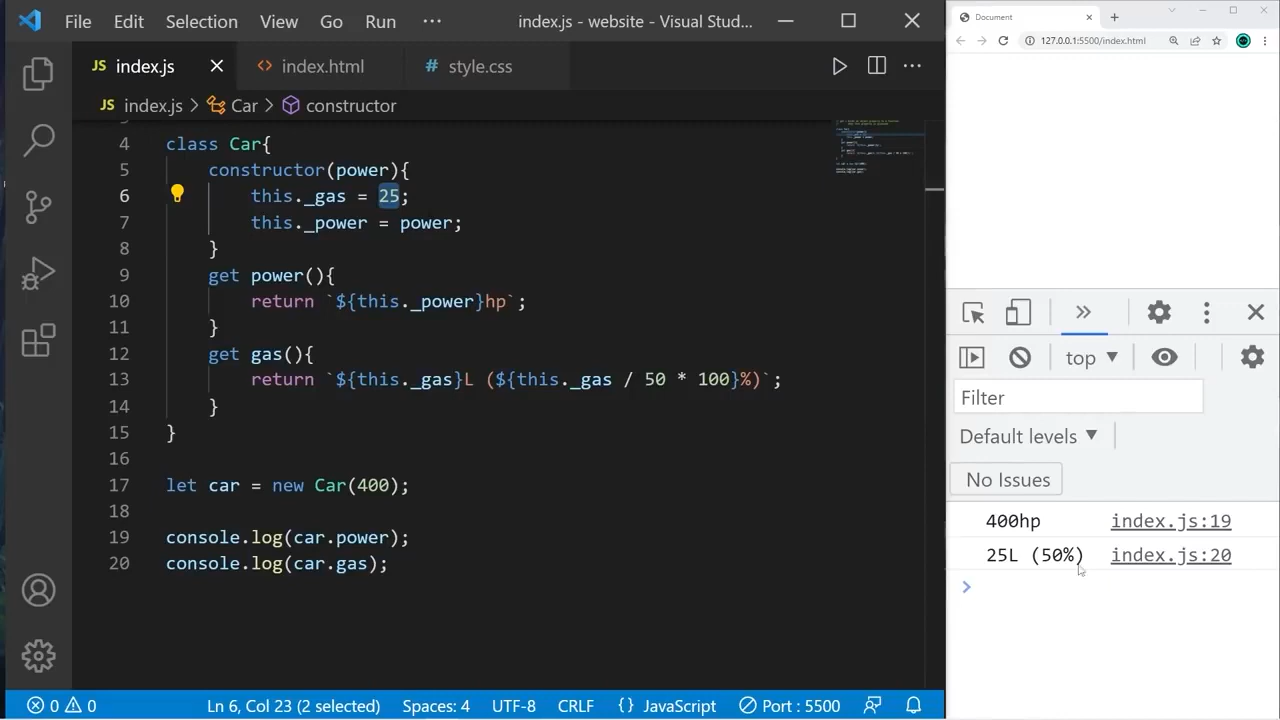 File Edit Selection View Go Run ··· index.js - website - Visual Stud...
JS index.js <> index.html # style.css
JS index.js > Car > constructor
4 class Car{
5 constructor(power){
6 this._gas = 25;
7 this._power = power;
8 }
9 get power(){
10 return `${this._power}hp`;
11 }
12 get gas(){
13 return `${this._gas}L (${this._gas / 50 * 100}%)`;
14 }
15 }
16
17 let car = new Car(400);
18
19 console.log(car.power);
20 console.log(car.gas);
0 0 Ln 6, Col 23 (2 selected) Spaces: 4 UTF-8 CRLF {} JavaScript Port : 5500
Document
127.0.0.1:5500/index.html
top
Filter
Default levels
No Issues
400hp index.js:19
25L (50%) index.js:20
>